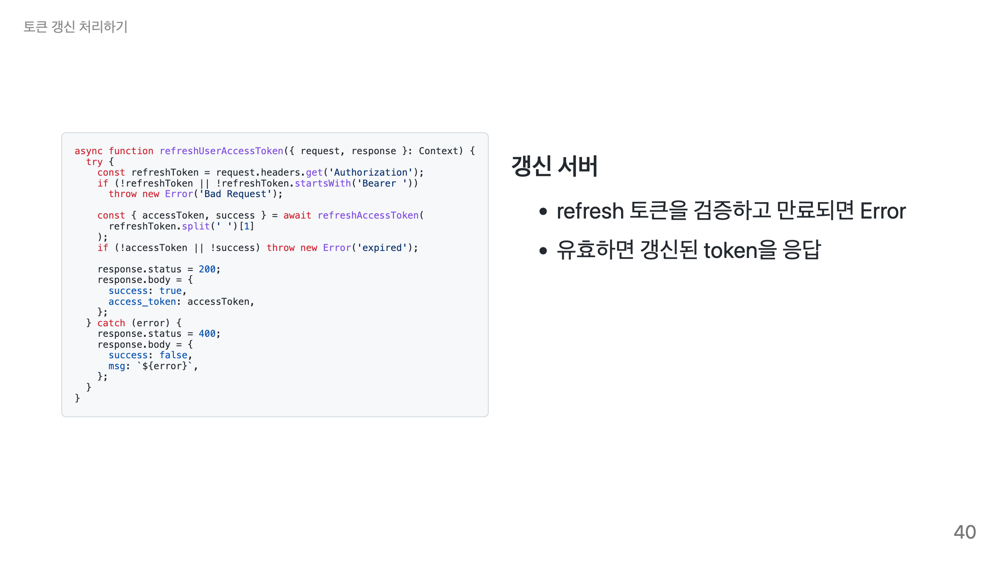 토큰 갱신 처리하기
async function refreshUserAccessToken({ request, response }: Context) {
  try {
    const refreshToken = request.headers.get('Authorization');
    if (!refreshToken || !refreshToken.startsWith('Bearer '))
      throw new Error('Bad Request');

    const { accessToken, success } = await refreshAccessToken(
      refreshToken.split(' ')[1]
    );
    if (!accessToken || !success) throw new Error('expired');

    response.status = 200;
    response.body = {
      success: true,
      access_token: accessToken,
    };
  } catch (error) {
    response.status = 400;
    response.body = {
      success: false,
      msg: `${error}`,
    };
  }
}
갱신 서버
• refresh 토큰을 검증하고 만료되면 Error
• 유효하면 갱신된 token을 응답
40